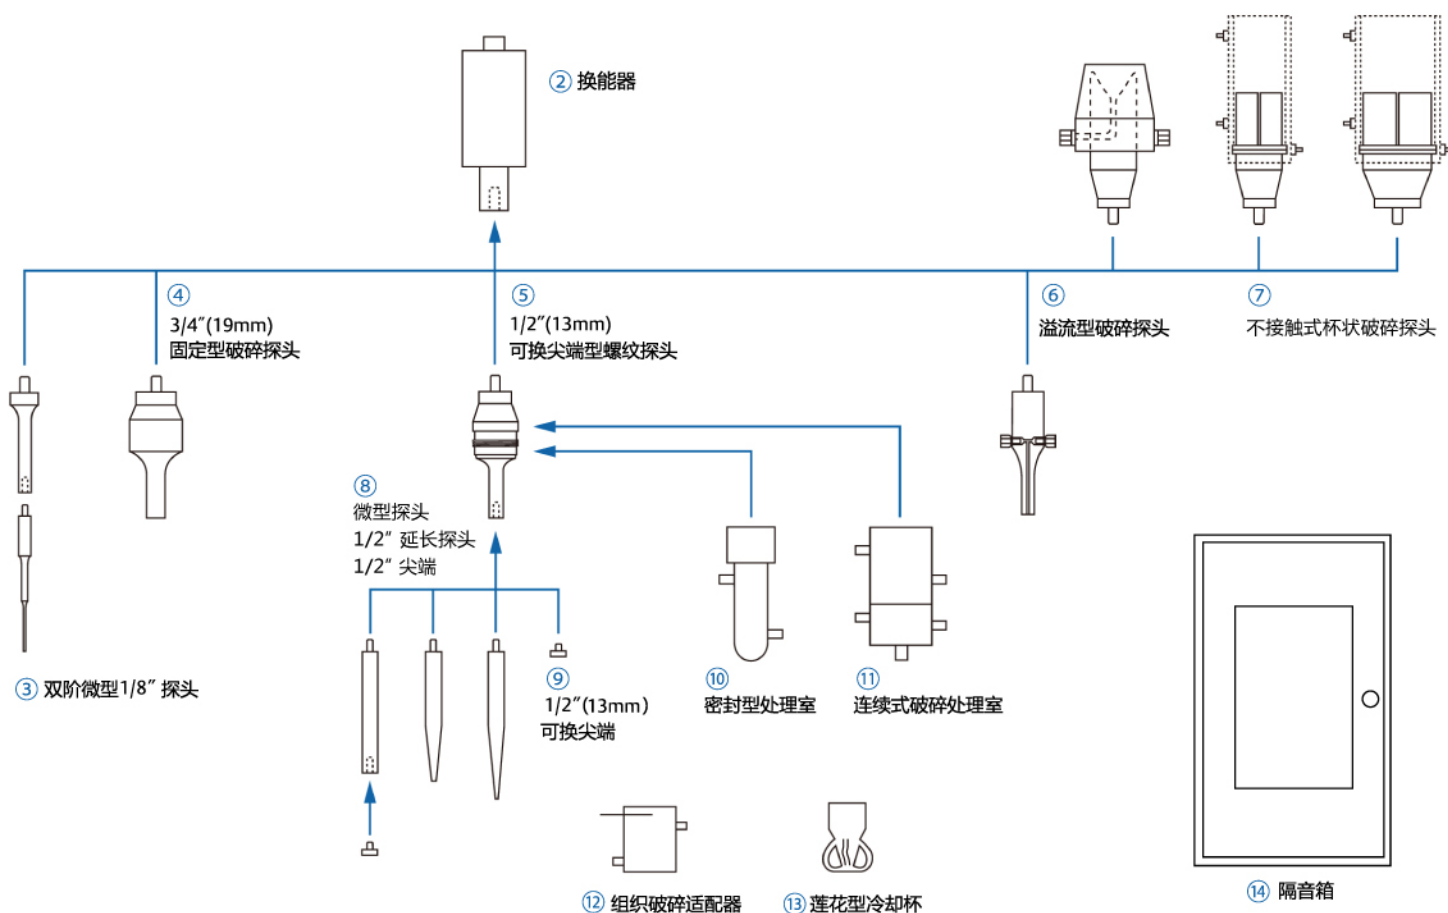 ② 换能器
④
3/4″(19mm)
固定型破碎探头
⑤
1/2″(13mm)
可换尖端型螺纹探头
⑥
溢流型破碎探头
⑦
不接触式杯状破碎探头
⑧
微型探头
1/2″ 延长探头
1/2″ 尖端
③ 双阶微型1/8″ 探头
⑨
1/2″(13mm)
可换尖端
⑩
密封型处理室
⑪
连续式破碎处理室
⑫ 组织破碎适配器
⑬ 莲花型冷却杯
⑭ 隔音箱